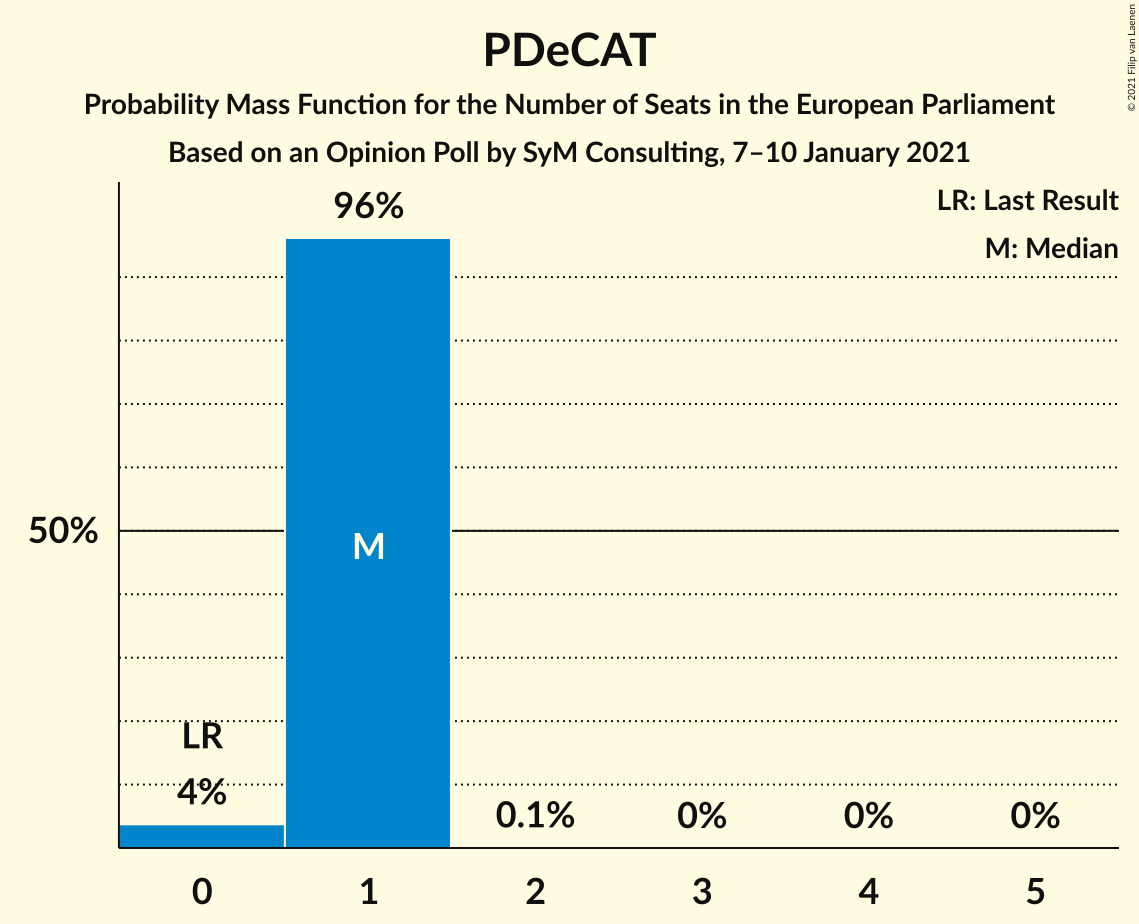 PDeCAT
Probability Mass Function for the Number of Seats in the European Parliament
Based on an Opinion Poll by SyM Consulting, 7–10 January 2021
© 2021 Filip van Laenen
LR: Last Result
M: Median
96%
50%
M
LR
4%
0.1%
0%
0%
0%
0
1
2
3
4
5